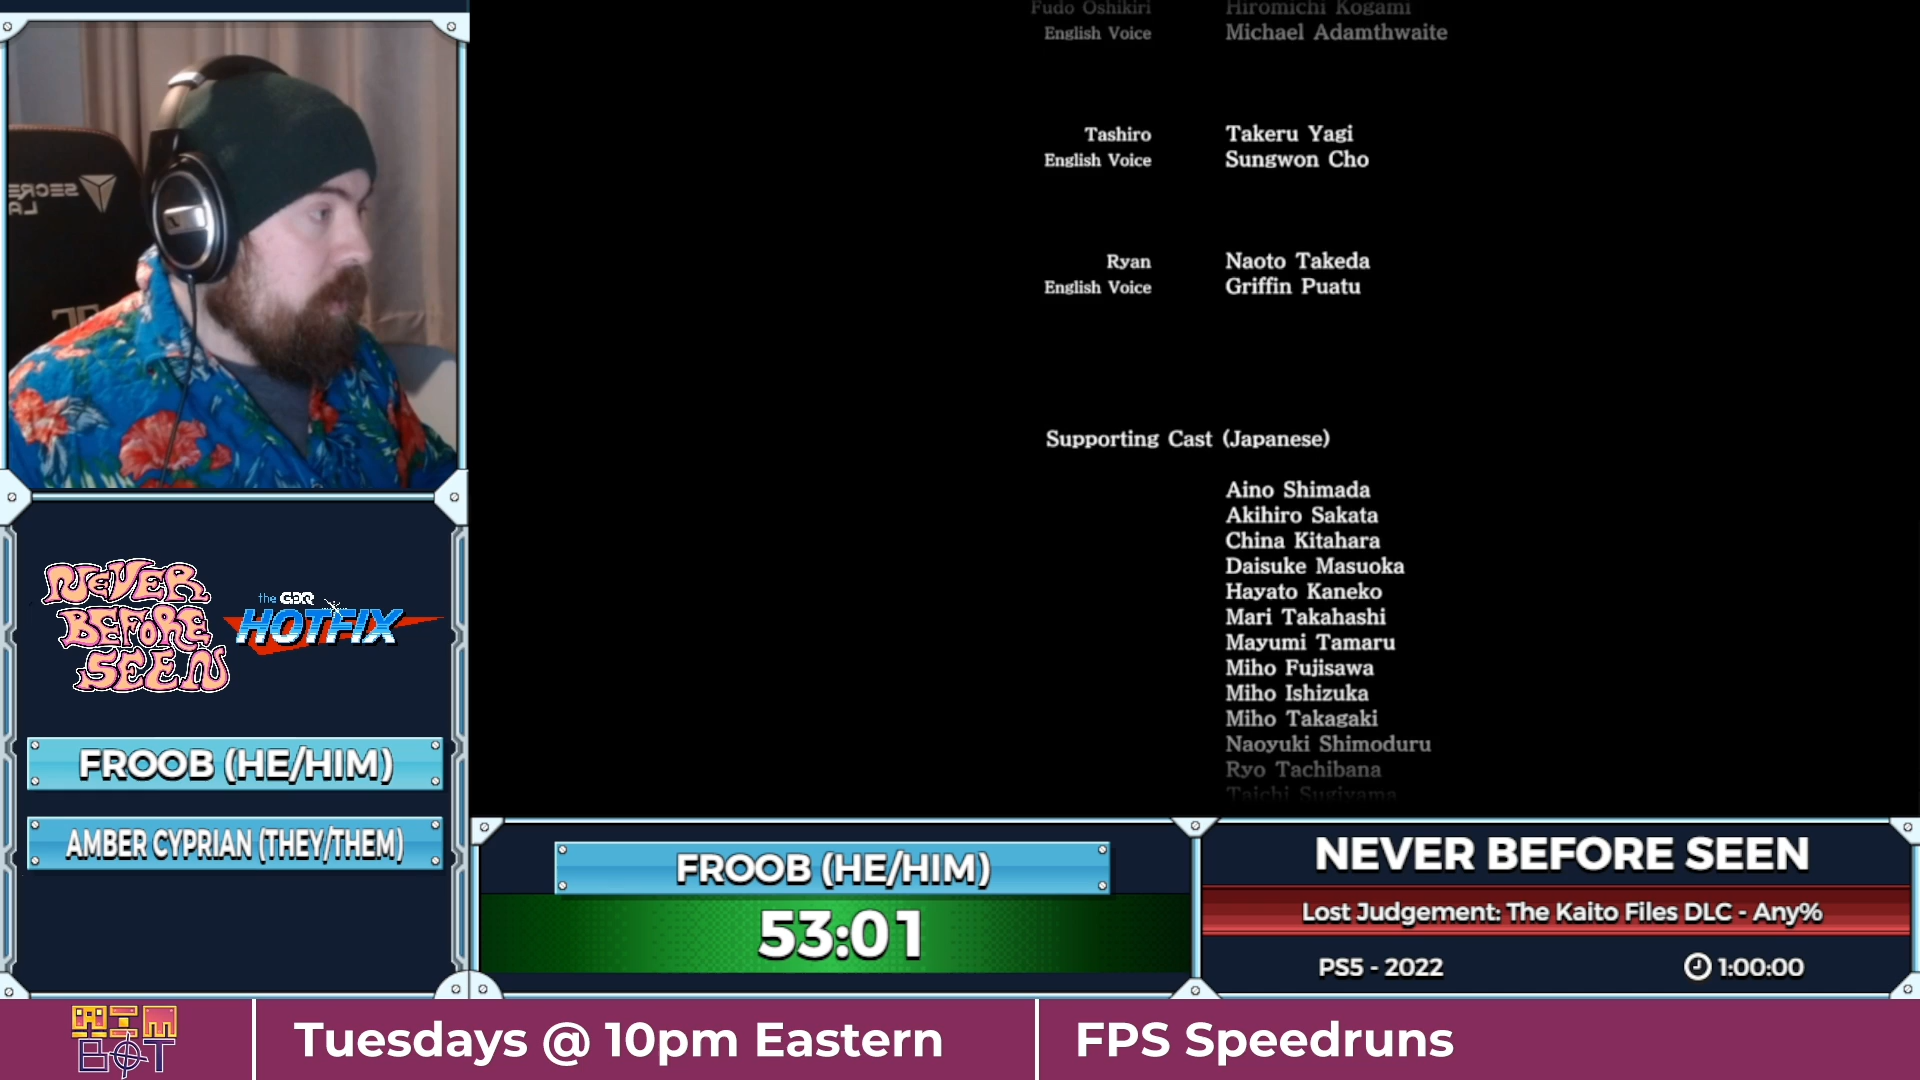 Fudo Oshikiri Hiromichi Kogami
English Voice Michael Adamthwaite
Tashiro Takeru Yagi
English Voice Sungwon Cho
Ryan Naoto Takeda
English Voice Griffin Puatu
Supporting Cast (Japanese)
Aino Shimada
Akihiro Sakata
China Kitahara
Daisuke Masuoka
Hayato Kaneko
Mari Takahashi
Mayumi Tamaru
Miho Fujisawa
Miho Ishizuka
Miho Takagaki
Naoyuki Shimoduru
Ryo Tachibana
Taichi Sugiyama
NEVER
BEFORE
SEEN
the GDQ
HOTFIX
FROOB (HE/HIM)
AMBER CYPRIAN (THEY/THEM)
FROOB (HE/HIM)
53:01
NEVER BEFORE SEEN
Lost Judgement: The Kaito Files DLC - Any%
PS5 - 2022 1:00:00
AIM
BOT
Tuesdays @ 10pm Eastern
FPS Speedruns